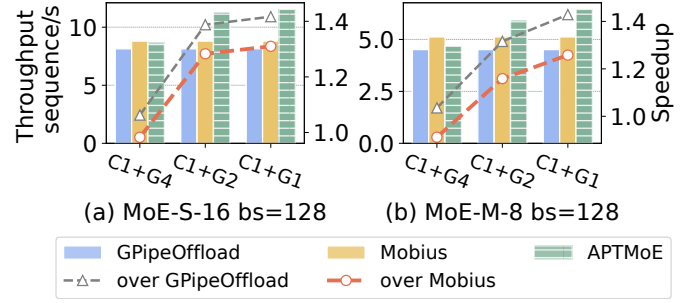 Throughput
sequence/s
10
5
0
1.4
1.2
1.0
C1+G4
C1+G2
C1+G1
(a) MoE-S-16 bs=128
5.0
2.5
0.0
1.4
1.2
1.0
Speedup
C1+G4
C1+G2
C1+G1
(b) MoE-M-8 bs=128
GPipeOffload
Mobius
APTMoE
over GPipeOffload
over Mobius